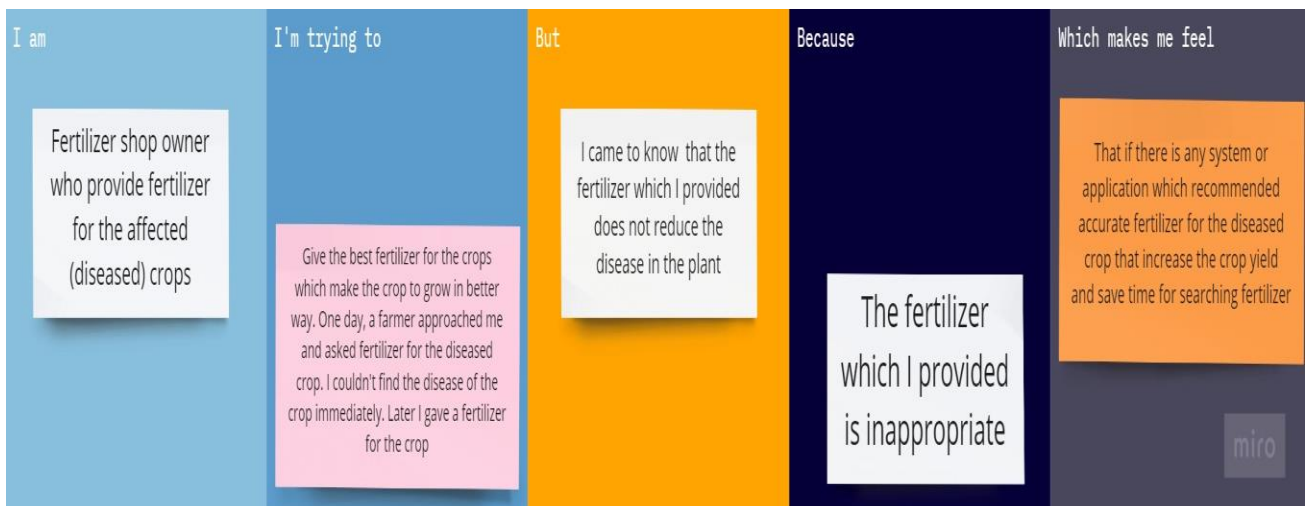 I am
Fertilizer shop owner
who provide fertilizer
for the affected
(diseased) crops
I'm trying to
Give the best fertilizer for the crops
which make the crop to grow in better
way. One day, a farmer approached me
and asked fertilizer for the diseased
crop. I couldn't find the disease of the
crop immediately. Later I gave a fertilizer
for the crop
But
I came to know that the
fertilizer which I provided
does not reduce the
disease in the plant
Because
The fertilizer
which I provided
is inappropriate
Which makes me feel
That if there is any system or
application which recommended
accurate fertilizer for the diseased
crop that increase the crop yield
and save time for searching fertilizer
miro